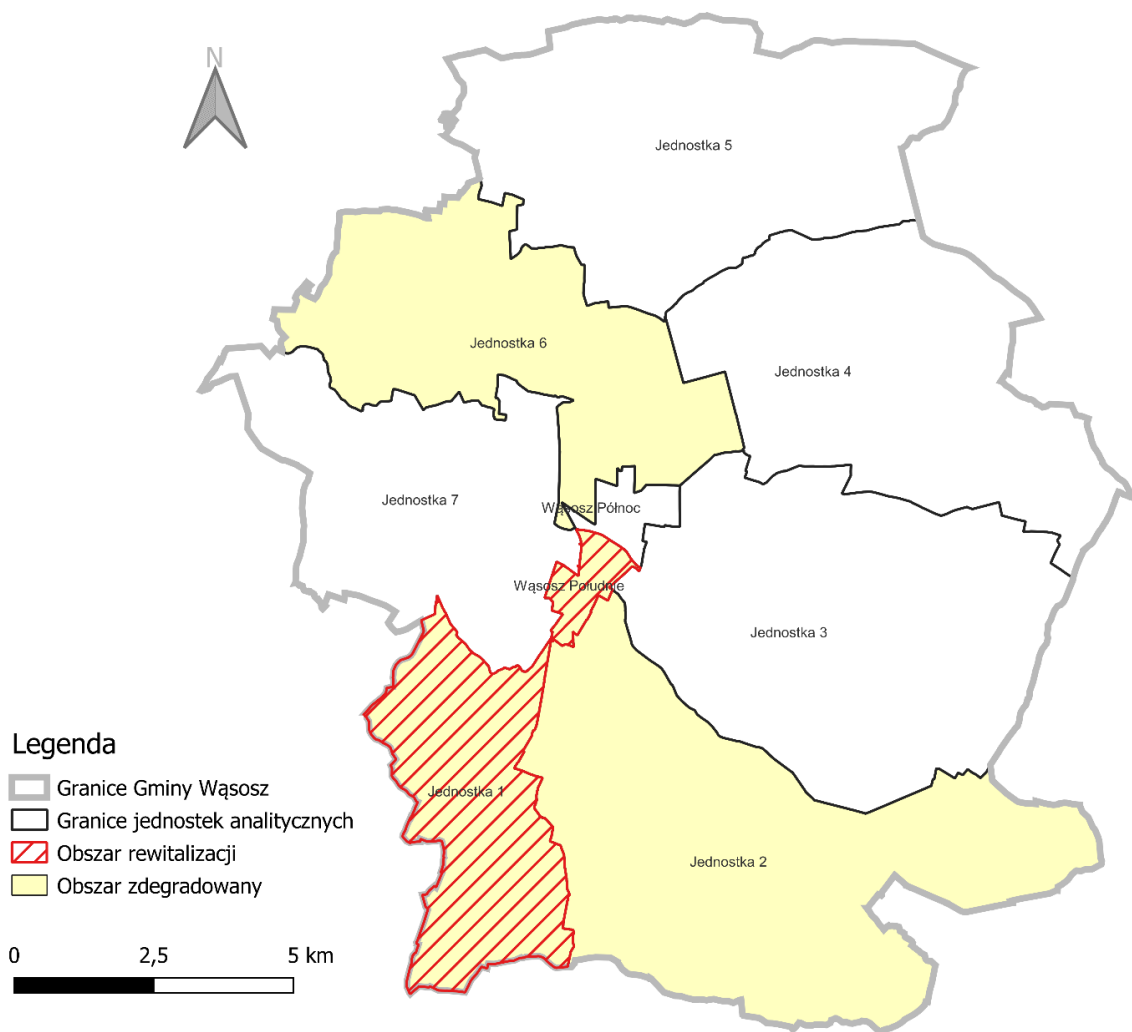 N
Jednostka 5
Jednostka 6
Jednostka 4
Jednostka 7
Wąsosz Północ
Wąsosz Południe
Jednostka 3
Jednostka 1
Jednostka 2
Legenda
Granice Gminy Wąsosz
Granice jednostek analitycznych
Obszar rewitalizacji
Obszar zdegradowany
0 2,5 5 km